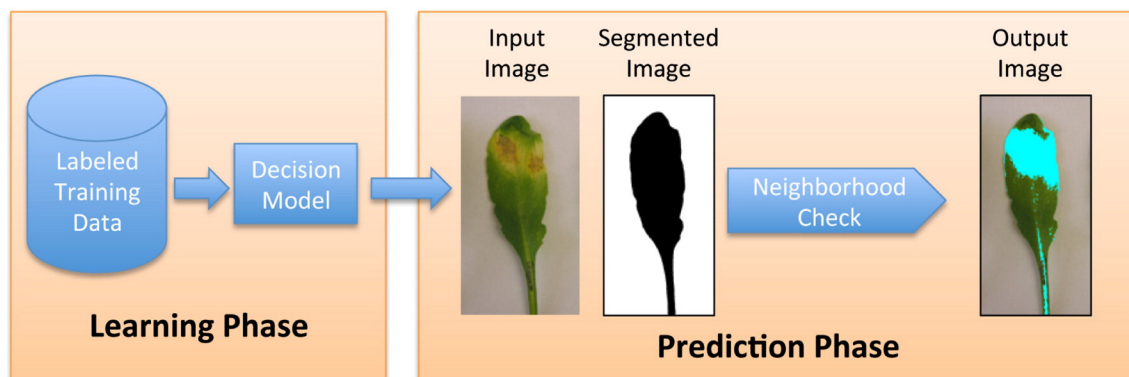 Labeled
Training
Data
Decision
Model
Learning Phase
Input
Image
Segmented
Image
Neighborhood
Check
Output
Image
Prediction Phase